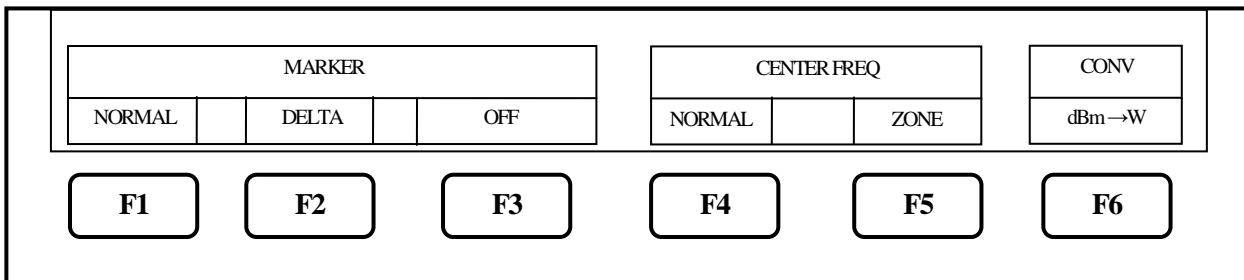 MARKER CENTER FREQ CONV
NORMAL DELTA OFF NORMAL ZONE dBm→W
F1 F2 F3 F4 F5 F6